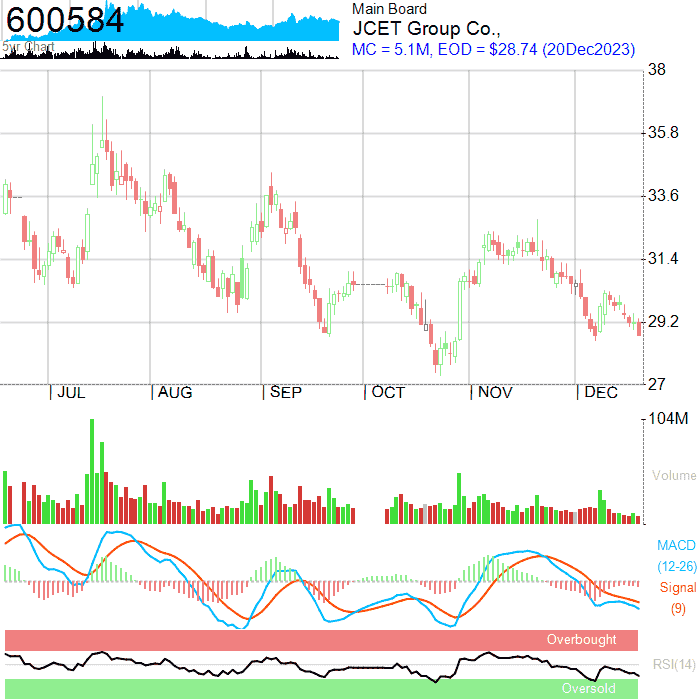 600584
5yr Chart
Main Board
JCET Group Co.,
MC = 5.1M, EOD = $28.74 (20Dec2023)
38
35.8
33.6
31.4
29.2
27
JUL AUG SEP OCT NOV DEC
104M
Volume
MACD
(12-26)
Signal
(9)
Overbought
RSI(14)
Oversold